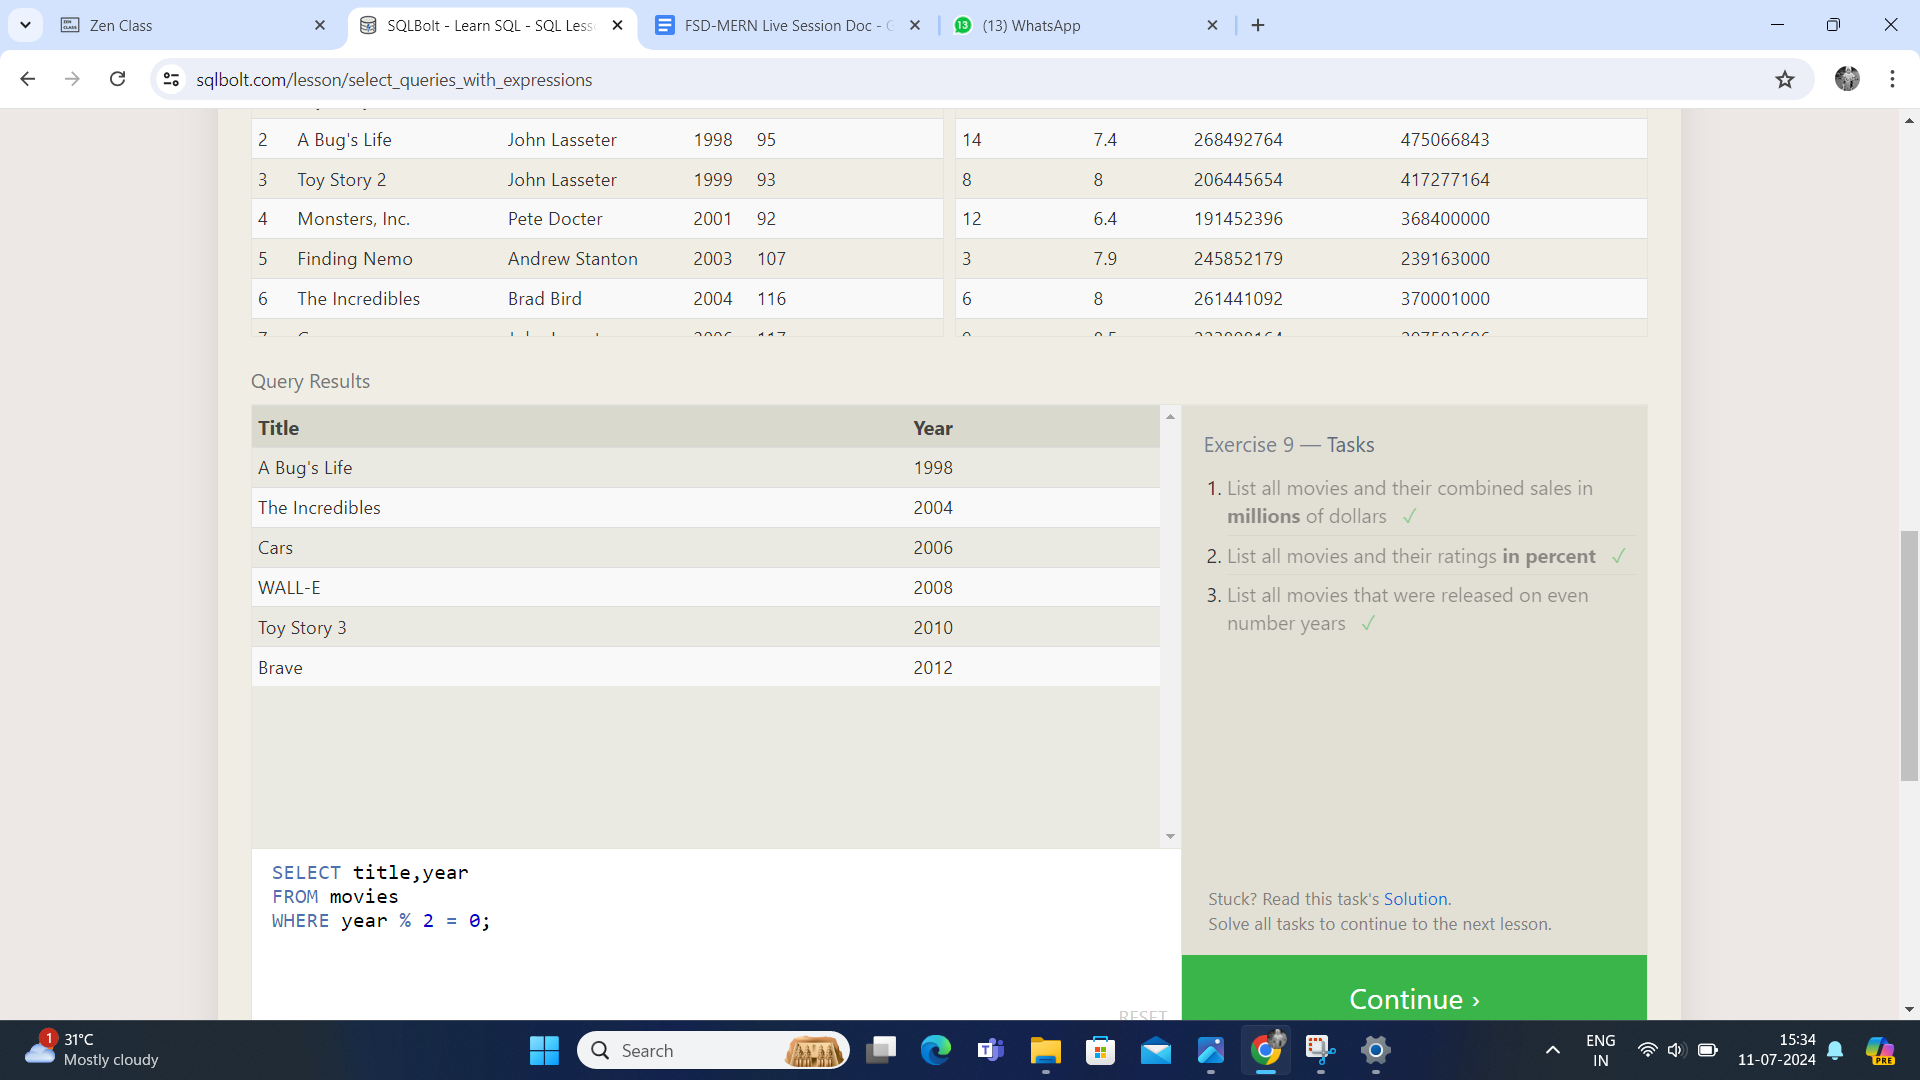 Zen Class
SQLBolt - Learn SQL - SQL Less
FSD-MERN Live Session Doc - G
13
(13) WhatsApp
sqlbolt.com/lesson/select_queries_with_expressions
2 A Bug's Life John Lasseter 1998 95 14 7.4 268492764 475066843
3 Toy Story 2 John Lasseter 1999 93 8 8 206445654 417277164
4 Monsters, Inc. Pete Docter 2001 92 12 6.4 191452396 368400000
5 Finding Nemo Andrew Stanton 2003 107 3 7.9 245852179 239163000
6 The Incredibles Brad Bird 2004 116 6 8 261441092 370001000
Query Results
Title Year
A Bug's Life 1998
The Incredibles 2004
Cars 2006
WALL-E 2008
Toy Story 3 2010
Brave 2012
Exercise 9 — Tasks
1. List all movies and their combined sales in
millions of dollars ✓
2. List all movies and their ratings in percent ✓
3. List all movies that were released on even
number years ✓
SELECT title,year
FROM movies
WHERE year % 2 = 0;
RESET
Stuck? Read this task's Solution.
Solve all tasks to continue to the next lesson.
Continue ›
1
31°C
Mostly cloudy
Search
ENG
IN
15:34
11-07-2024
PRE